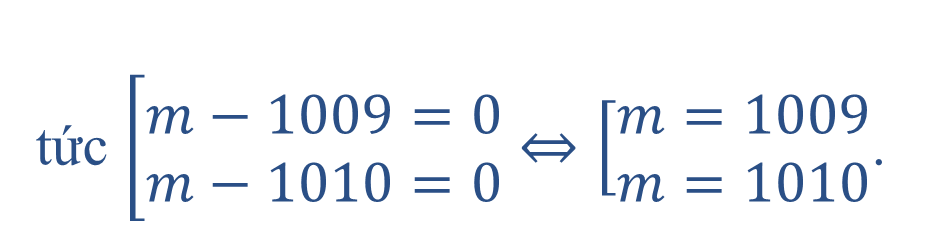 tức [m − 1009 = 0 ⇔ [m = 1009
m − 1010 = 0 m = 1010.